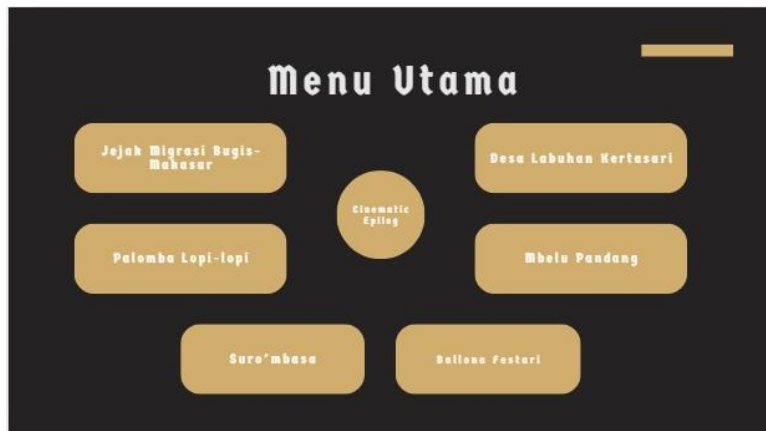 Menu Utama
Jejak Migrasi Bugis-
Makasar
Desa Labuhan Kertasari
Cinematic
Epilog
Palomba Lopi-lopi
Mbelu Pandang
Suro'mbasa
Ballona Festari